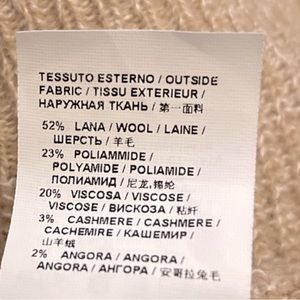 TESSUTO ESTERNO / OUTSIDE
FABRIC / TISSU EXTERIEUR /
НАРУЖНАЯ ТКАНЬ / 第一面料
52% LANA / WOOL / LAINE /
ШЕРСТЬ / 羊毛
23% POLIAMMIDE /
POLYAMIDE / POLIAMIDE /
ПОЛИАМИД / 尼龙,锦纶
20% VISCOSA / VISCOSE /
VISCOSE / ВИСКОЗА / 粘纤
3% CASHMERE / CASHMERE /
CACHEMIRE / КАШЕМИР /
山羊绒
2% ANGORA / ANGORA /
ANGORA / АНГОРА / 安哥拉兔毛